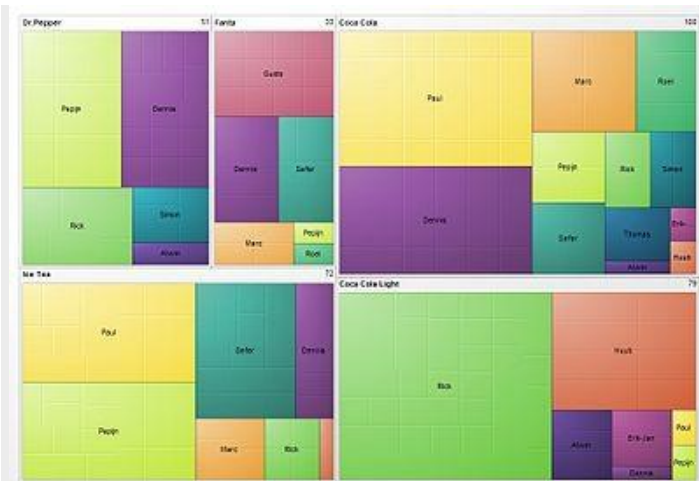 Dr.Pepper 51
Pepijn
Dennis
Rick
Simon
Alwin
Fanta 33
Guido
Dennis
Sefer
Marc
Pepijn
Roel
Coca Cola 100
Paul
Marc
Roel
Pepijn
Rick
Simon
Dennis
Sefer
Thomas
Erik-
Huub
Alwin
Ice Tea 72
Paul
Sefer
Dennis
Pepijn
Marc
Rick
Coca Cola Light 79
Rick
Huub
Alwin
Erik-Jan
Paul
Dennis
Pepijn